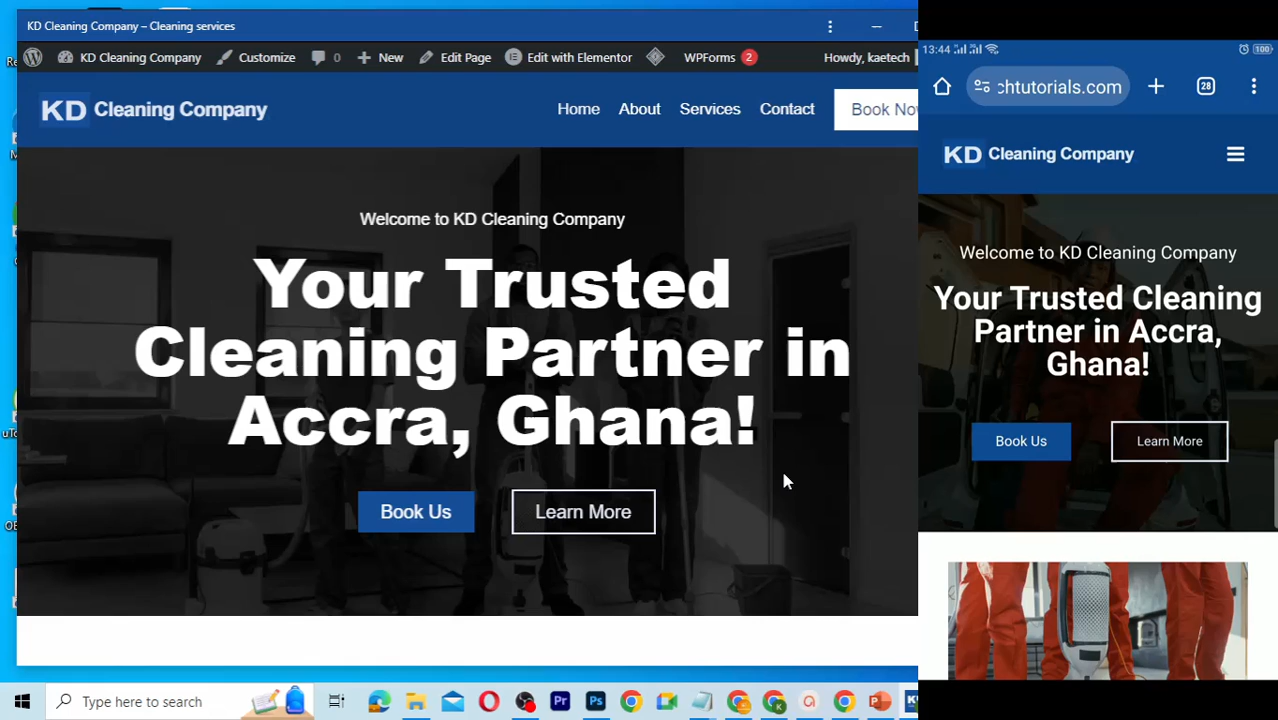 KD Cleaning Company – Cleaning services
KD Cleaning Company
Customize
0
New
Edit Page
Edit with Elementor
WPForms 2
Howdy, kaetech
KD Cleaning Company
Home
About
Services
Contact
Book
Welcome to KD Cleaning Company
Your Trusted
Cleaning Partner in
Accra, Ghana!
Book Us
Learn More
Type here to search
Pr
Ps
K
13:44
100
chtutorials.com
28
KD Cleaning Company
Welcome to KD Cleaning Company
Your Trusted Cleaning
Partner in Accra,
Ghana!
Book Us
Learn More